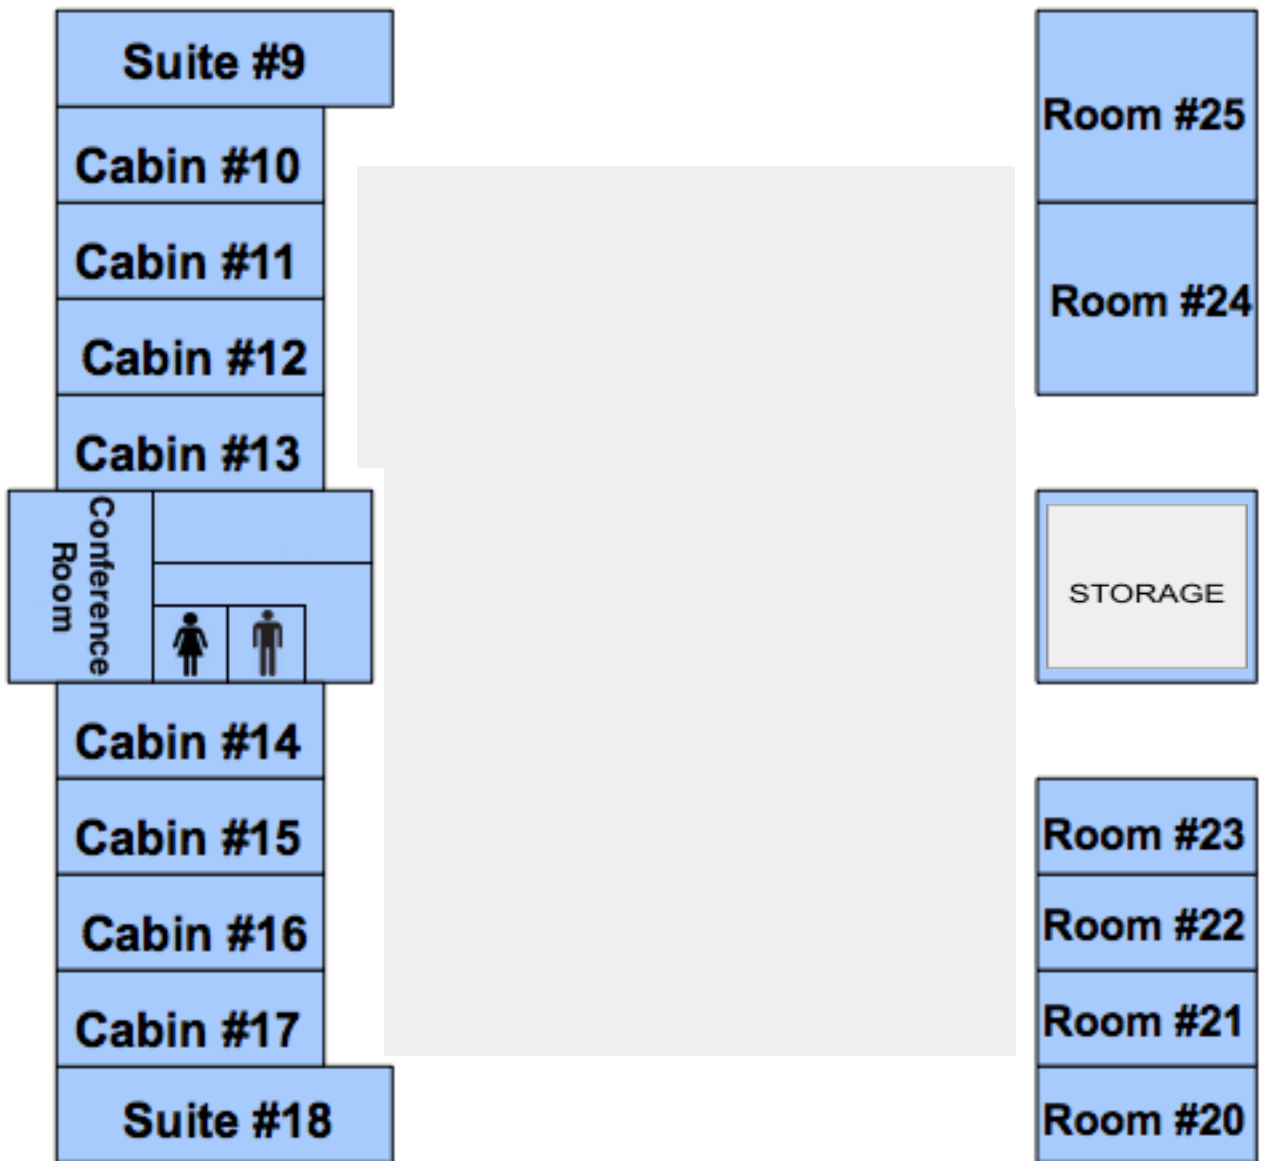 Suite #9
Cabin #10
Cabin #11
Cabin #12
Cabin #13
Conference
Room
Cabin #14
Cabin #15
Cabin #16
Cabin #17
Suite #18
Room #25
Room #24
STORAGE
Room #23
Room #22
Room #21
Room #20